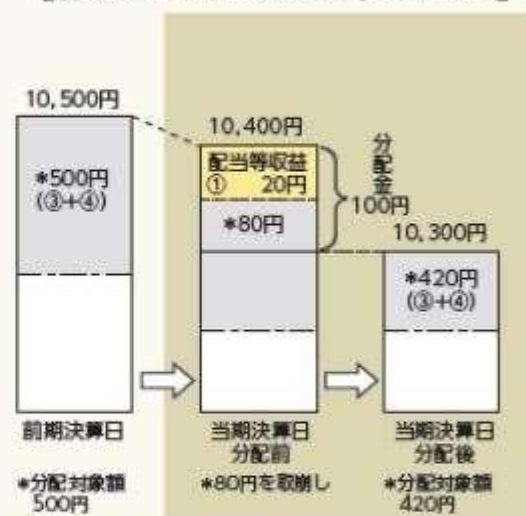 10,500円
*500円
(③+④)
前期決算日
*分配対象額
500円
10,400円
配当等収益
① 20円
*80円
分配金
100円
当期決算日
分配前
*80円を取崩し
10,300円
*420円
(③+④)
当期決算日
分配後
*分配対象額
420円